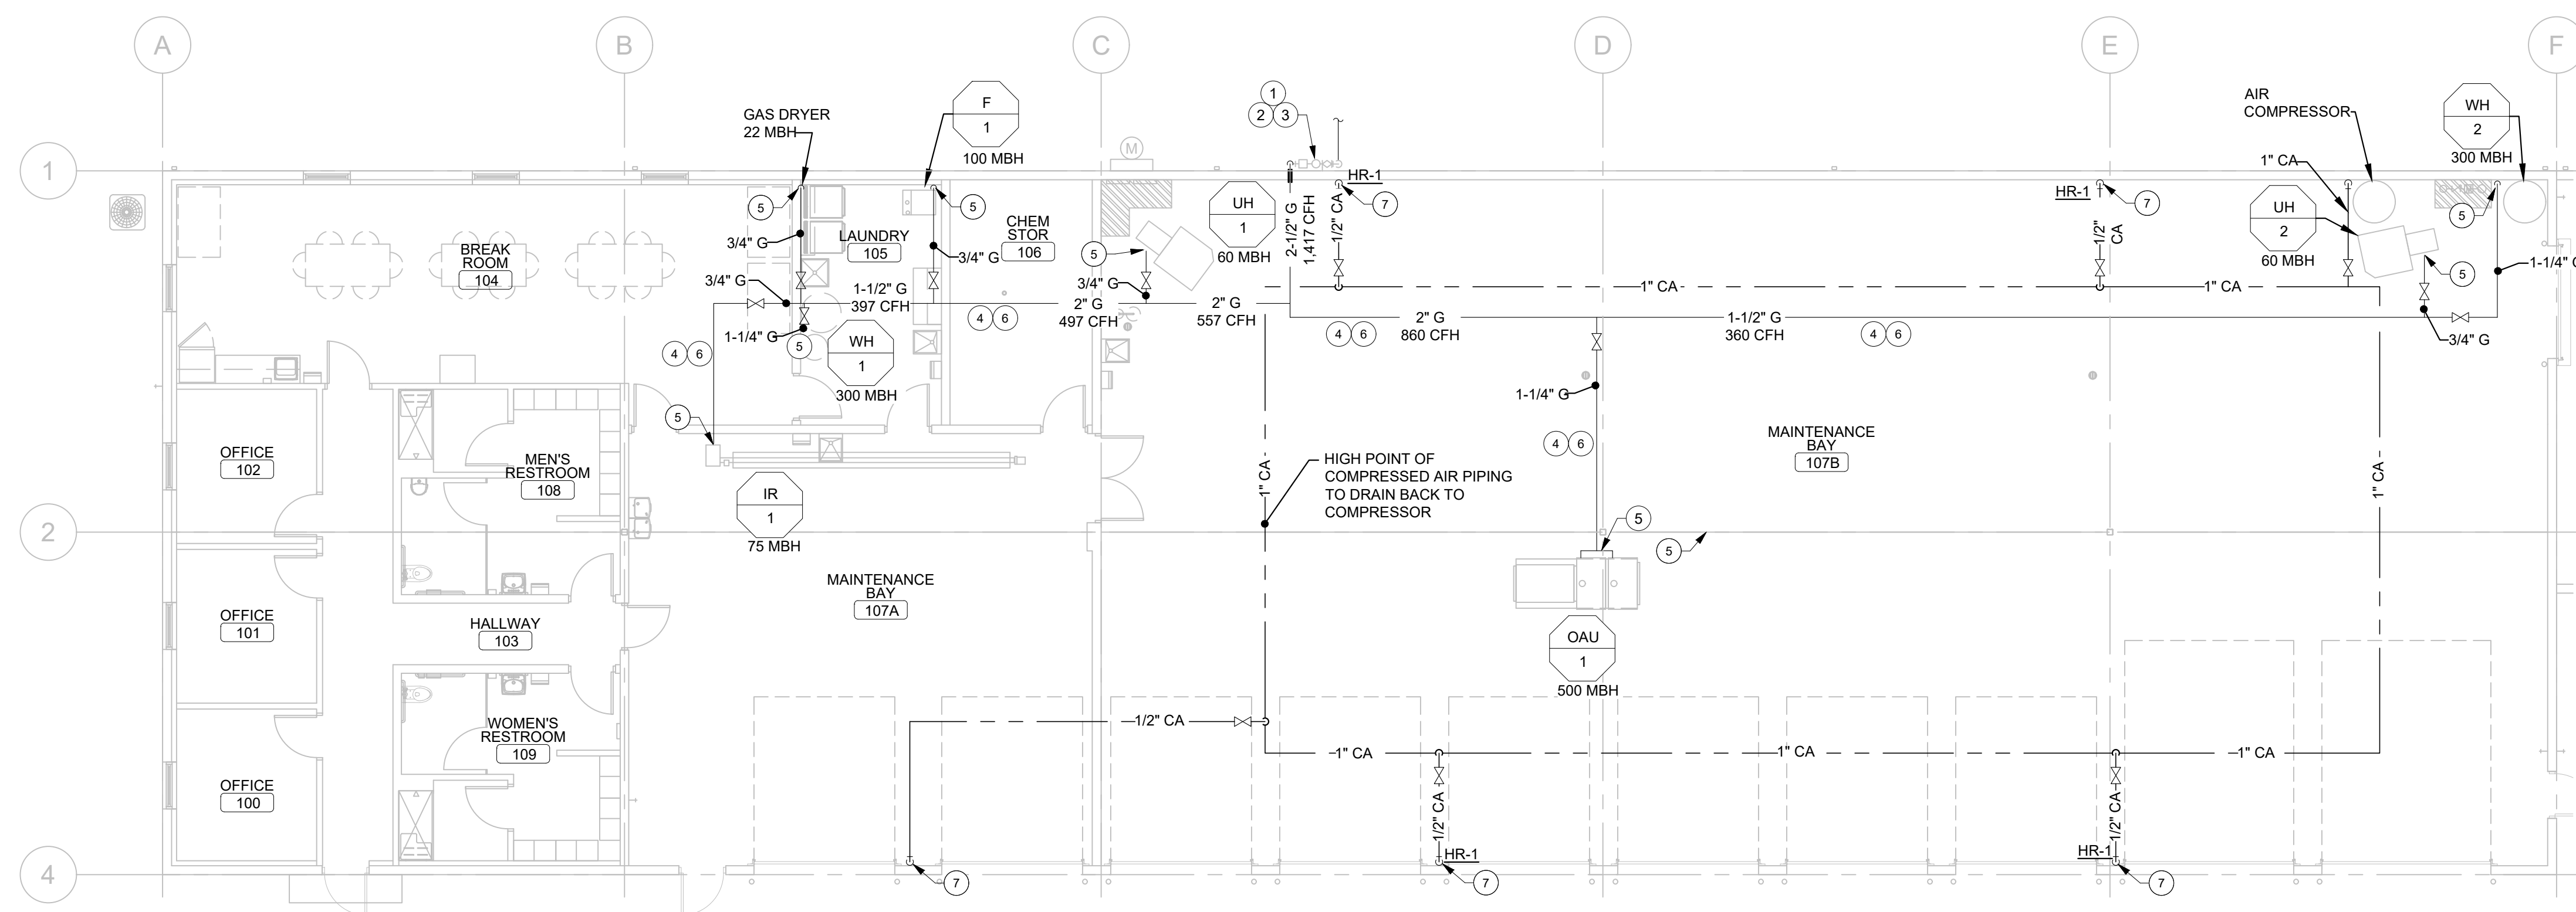 A
B
C
D
E
F
1
2
4
GAS DRYER
22 MBH
F
1
100 MBH
1
2
3
M
AIR
COMPRESSOR
WH
2
300 MBH
1" CA
HR-1
7
HR-1
7
UH
1
60 MBH
UH
2
60 MBH
5
5
5
5
5
BREAK
ROOM
104
LAUNDRY
105
CHEM
STOR
106
3/4" G
3/4" G
3/4" G
3/4" G
1-1/2" G
397 CFH
1-1/4" G
2" G
497 CFH
2" G
557 CFH
2-1/2" G
1,417 CFH
1/2" CA
1/2"
CA
1" CA
1" CA
1-1/4" G
4
6
4
6
4
6
2" G
860 CFH
1-1/2" G
360 CFH
4
6
3/4" G
5
WH
1
300 MBH
1-1/4" G
4
6
5
OFFICE
102
MEN'S
RESTROOM
108
IR
1
75 MBH
1" CA
HIGH POINT OF
COMPRESSED AIR PIPING
TO DRAIN BACK TO
COMPRESSOR
MAINTENANCE
BAY
107B
1" CA
5
5
OFFICE
101
HALLWAY
103
MAINTENANCE
BAY
107A
OAU
1
500 MBH
OFFICE
100
WOMEN'S
RESTROOM
109
1/2" CA
1" CA
1" CA
1" CA
1/2" CA
1/2" CA
HR-1
HR-1
7
7
7